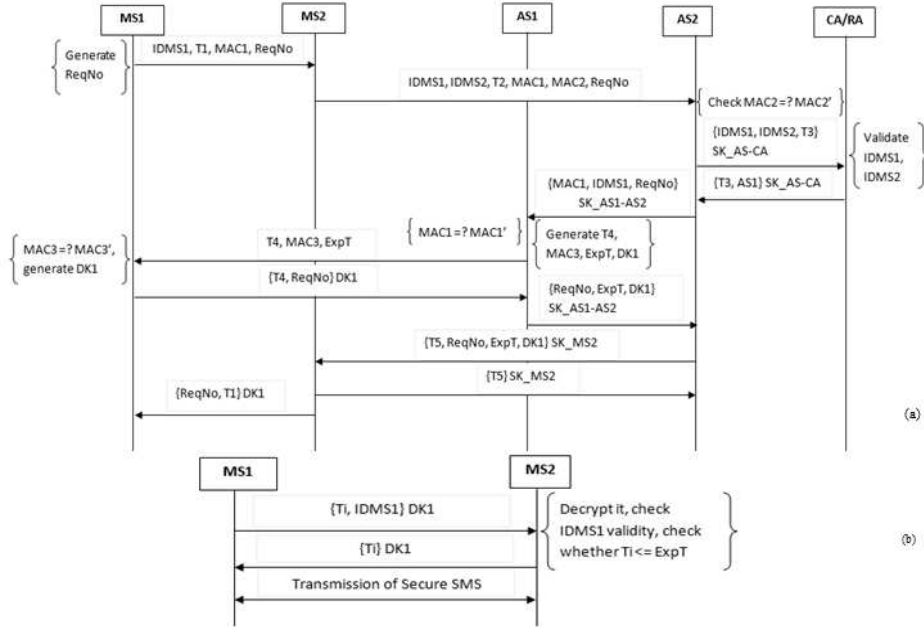 MS1
MS2
AS1
AS2
CA/RA
Generate
ReqNo
IDMS1, T1, MAC1, ReqNo
IDMS1, IDMS2, T2, MAC1, MAC2, ReqNo
Check MAC2=? MAC2'
{IDMS1, IDMS2, T3}
SK_AS-CA
Validate
IDMS1,
IDMS2
{T3, AS1} SK_AS-CA
{MAC1, IDMS1, ReqNo}
SK_AS1-AS2
MAC1=? MAC1'
Generate T4,
MAC3, ExpT, DK1
T4, MAC3, ExpT
MAC3=? MAC3',
generate DK1
{T4, ReqNo} DK1
{ReqNo, ExpT, DK1}
SK_AS1-AS2
{T5, ReqNo, ExpT, DK1} SK_MS2
{T5} SK_MS2
{ReqNo, T1} DK1
(a)
MS1
MS2
{Ti, IDMS1} DK1
Decrypt it, check
IDMS1 validity, check
whether Ti <= ExpT
{Ti} DK1
Transmission of Secure SMS
(b)